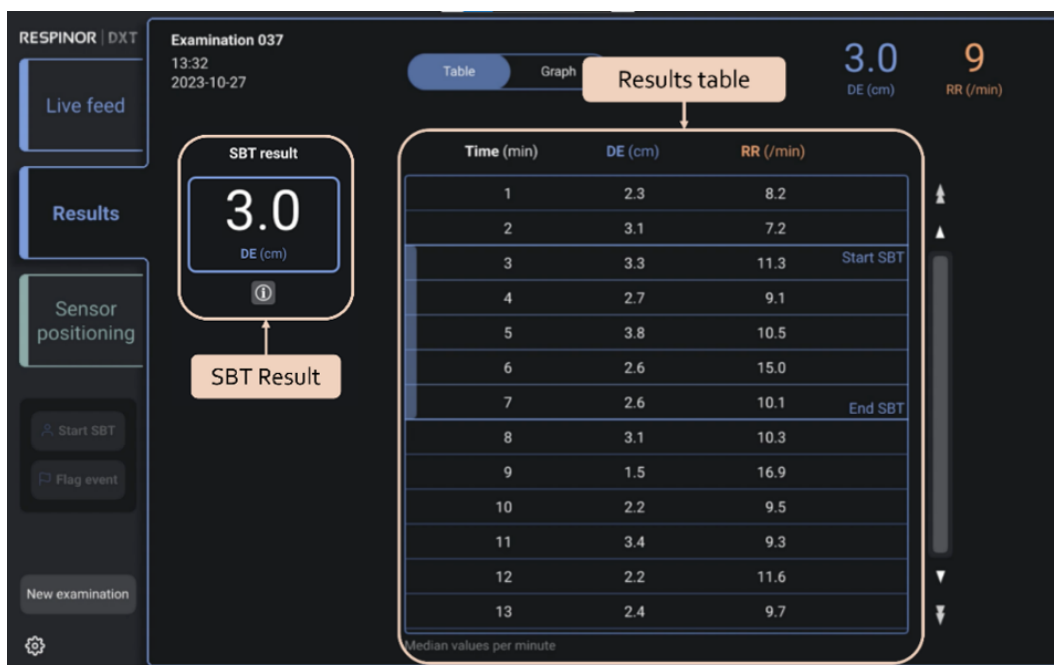 RESPINOR | DXT
Examination 037
13:32
2023-10-27
Table
Graph
Results table
3.0
DE (cm)
9
RR (/min)
Live feed
Results
Sensor
positioning
Start SBT
Flag event
New examination
SBT result
3.0
DE (cm)
SBT Result
Time (min) DE (cm) RR (/min)
1 2.3 8.2
2 3.1 7.2
3 3.3 11.3 Start SBT
4 2.7 9.1
5 3.8 10.5
6 2.6 15.0
7 2.6 10.1 End SBT
8 3.1 10.3
9 1.5 16.9
10 2.2 9.5
11 3.4 9.3
12 2.2 11.6
13 2.4 9.7
Median values per minute